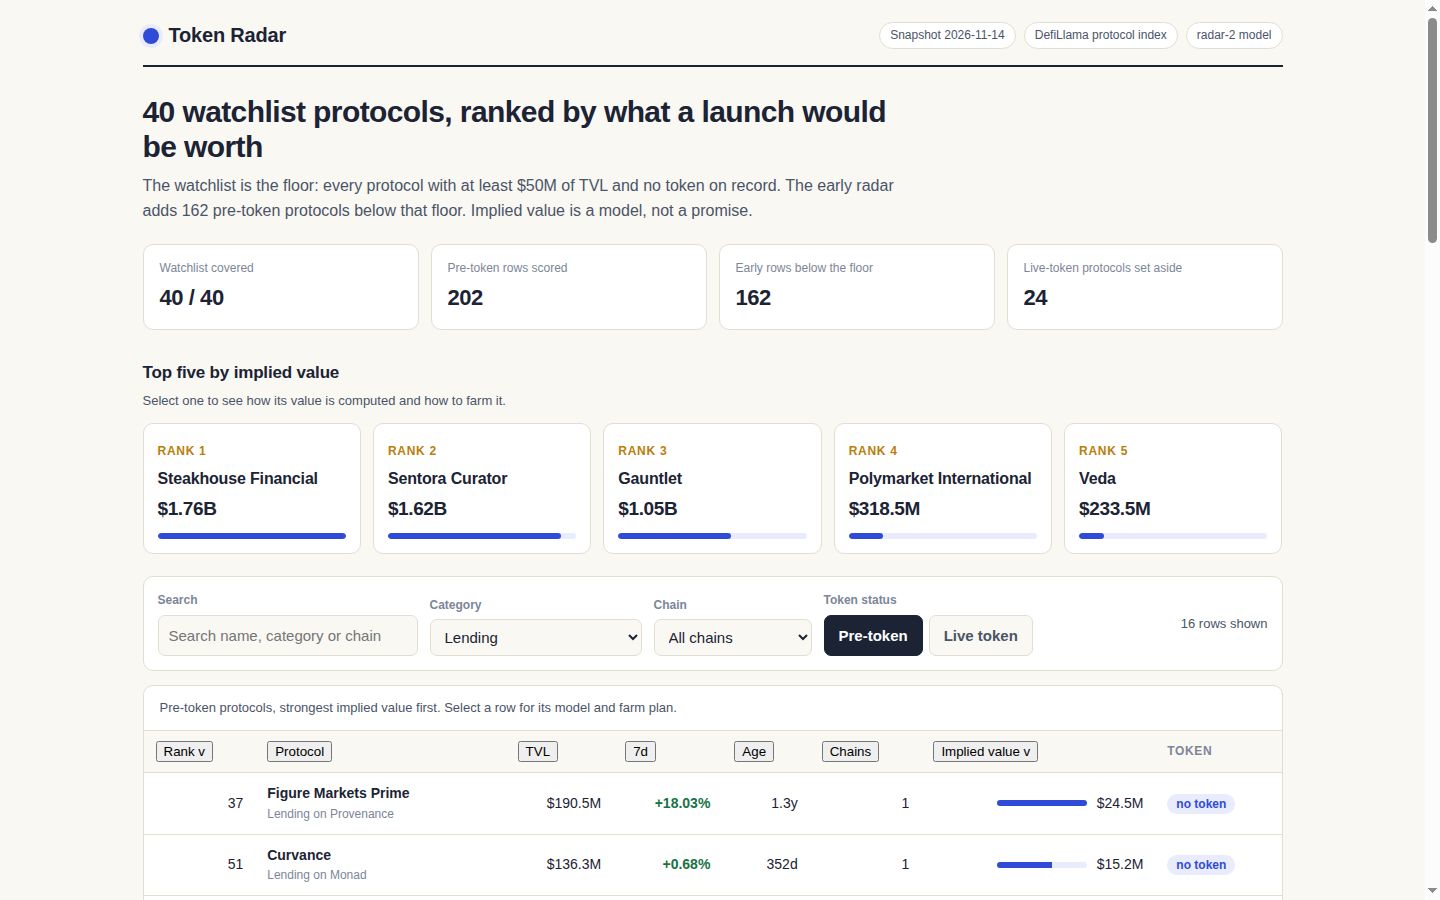 Token Radar
Snapshot 2026-11-14
DefiLlama protocol index
radar-2 model
40 watchlist protocols, ranked by what a launch would
be worth
The watchlist is the floor: every protocol with at least $50M of TVL and no token on record. The early radar
adds 162 pre-token protocols below that floor. Implied value is a model, not a promise.
Watchlist covered
40 / 40
Pre-token rows scored
202
Early rows below the floor
162
Live-token protocols set aside
24
Top five by implied value
Select one to see how its value is computed and how to farm it.
RANK 1
Steakhouse Financial
$1.76B
RANK 2
Sentora Curator
$1.62B
RANK 3
Gauntlet
$1.05B
RANK 4
Polymarket International
$318.5M
RANK 5
Veda
$233.5M
Search
Search name, category or chain
Category
Lending
Chain
All chains
Token status
Pre-token
Live token
16 rows shown
Pre-token protocols, strongest implied value first. Select a row for its model and farm plan.
Rank v Protocol TVL 7d Age Chains Implied value v TOKEN
37 Figure Markets Prime $190.5M +18.03% 1.3y 1 $24.5M no token
Lending on Provenance
51 Curvance $136.3M +0.68% 352d 1 $15.2M no token
Lending on Monad